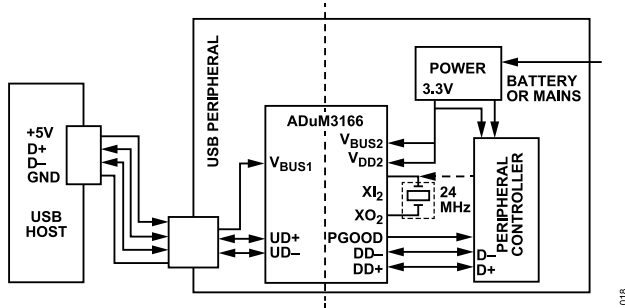 +5V
D+
D–
GND
USB
HOST
USB PERIPHERAL
ADuM3166
VBUS1
UD+
UD–
VBUS2
VDD2
XI2
XO2
PGOOD
DD–
DD+
24
MHz
POWER
3.3V
BATTERY
OR MAINS
D–
D+
PERIPHERAL
CONTROLLER
018